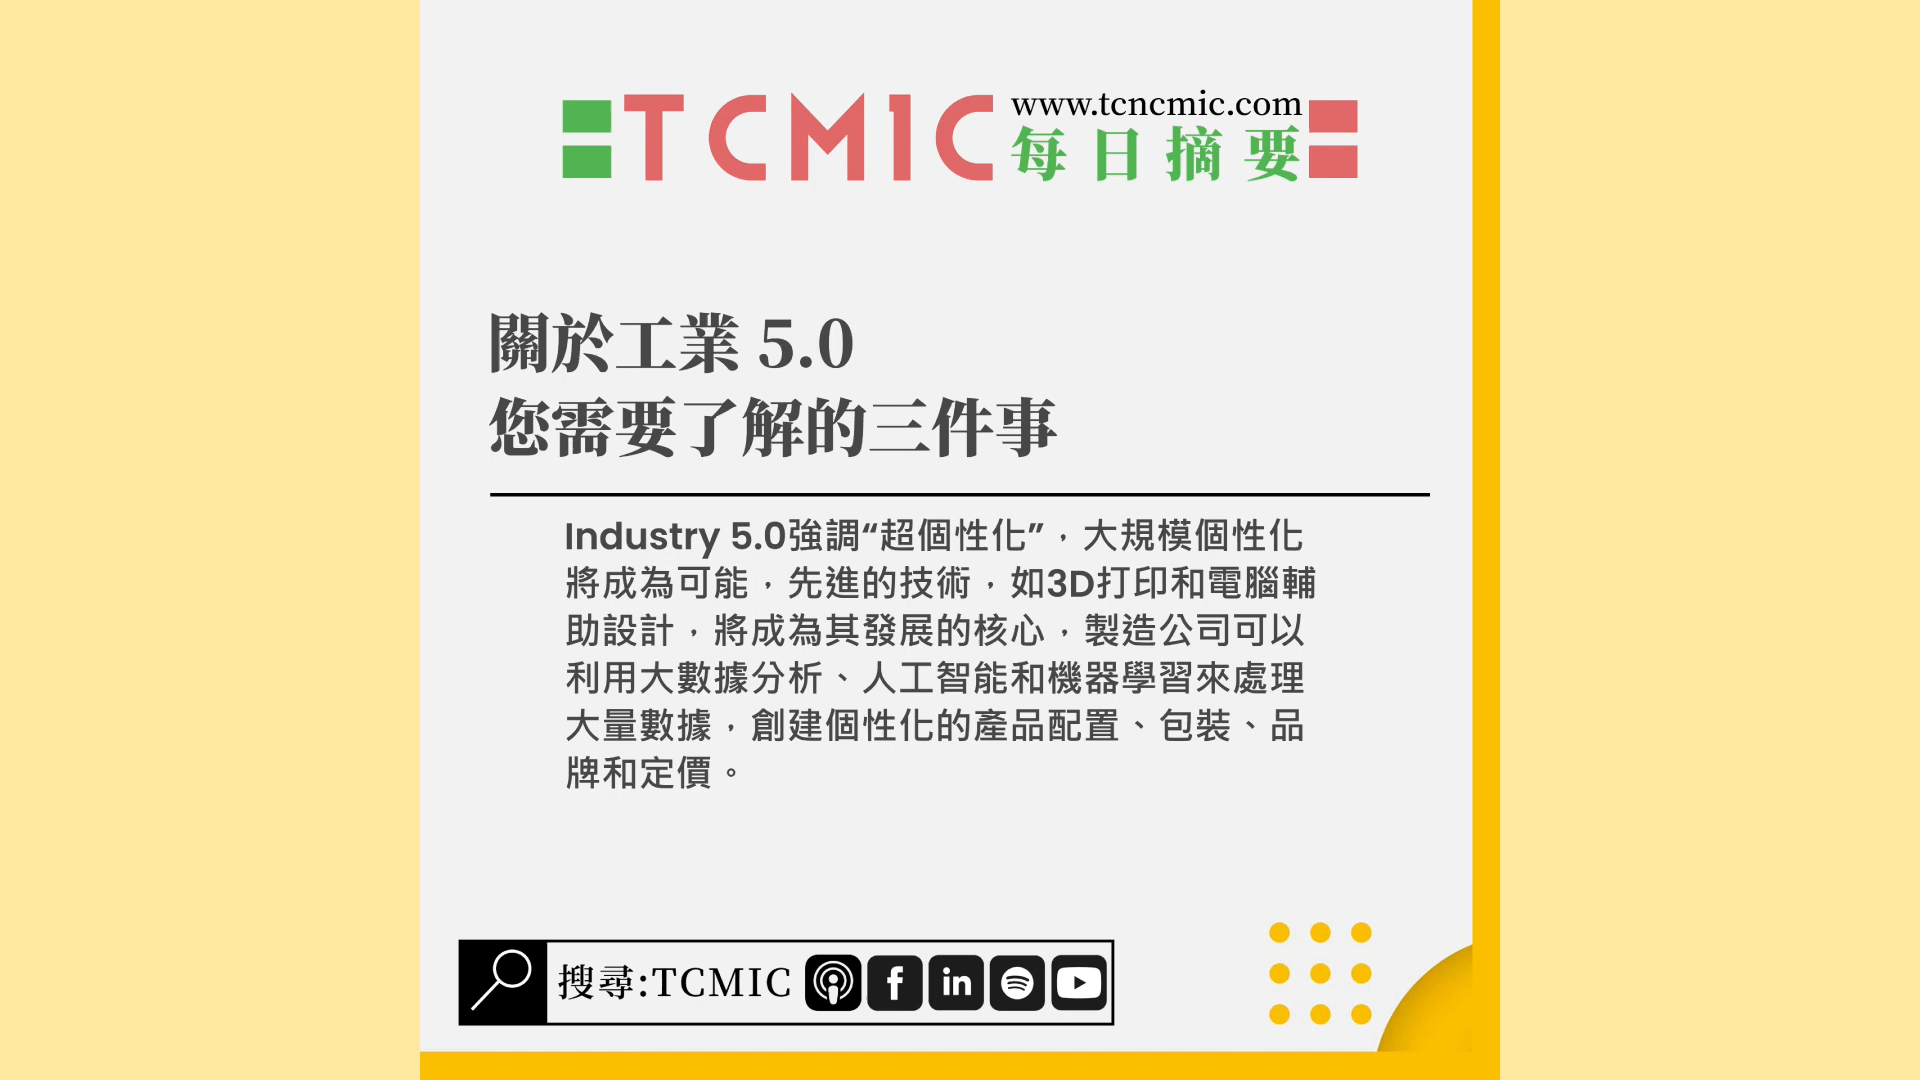 TCMIC
www.tcncmic.com
每日摘要
關於工業 5.0
您需要了解的三件事
Industry 5.0強調“超個性化”，大規模個性化
將成為可能，先進的技術，如3D打印和電腦輔
助設計，將成為其發展的核心，製造公司可以
利用大數據分析、人工智能和機器學習來處理
大量數據，創建個性化的產品配置、包裝、品
牌和定價。
搜尋:TCMIC